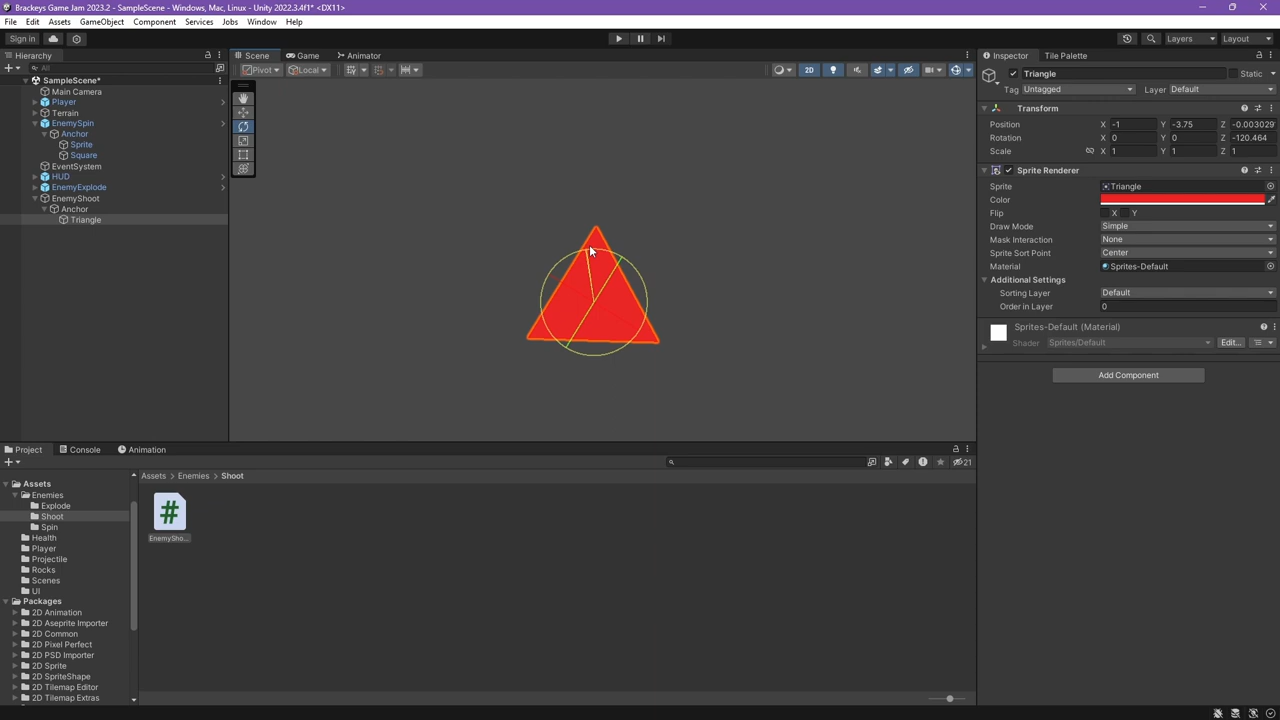 Brackeys Game Jam 2023.2 - SampleScene - Windows, Mac, Linux - Unity 2022.3.4f1* <DX11>
File Edit Assets GameObject Component Services Jobs Window Help
Sign in
Layers Layout
Hierarchy
All
SampleScene*
Main Camera
Player
Terrain
EnemySpin
Anchor
Sprite
Square
EventSystem
HUD
EnemyExplode
EnemyShoot
Anchor
Triangle
Scene Game Animator
Pivot Local
2D
Inspector Tile Palette
Triangle Static
Tag Untagged Layer Default
Transform
Position X -1 Y -3.75 Z -0.003029
Rotation X 0 Y 0 Z -120.464
Scale X 1 Y 1 Z 1
Sprite Renderer
Sprite Triangle
Color
Flip X Y
Draw Mode Simple
Mask Interaction None
Sprite Sort Point Center
Material Sprites-Default
Additional Settings
Sorting Layer Default
Order in Layer 0
Sprites-Default (Material)
Shader Sprites/Default Edit...
Add Component
Project Console Animation
21
Assets
Enemies
Explode
Shoot
Spin
Health
Player
Projectile
Rocks
Scenes
UI
Packages
2D Animation
2D Aseprite Importer
2D Common
2D Pixel Perfect
2D PSD Importer
2D Sprite
2D SpriteShape
2D Tilemap Editor
2D Tilemap Extras
Assets > Enemies > Shoot
#
EnemySho...